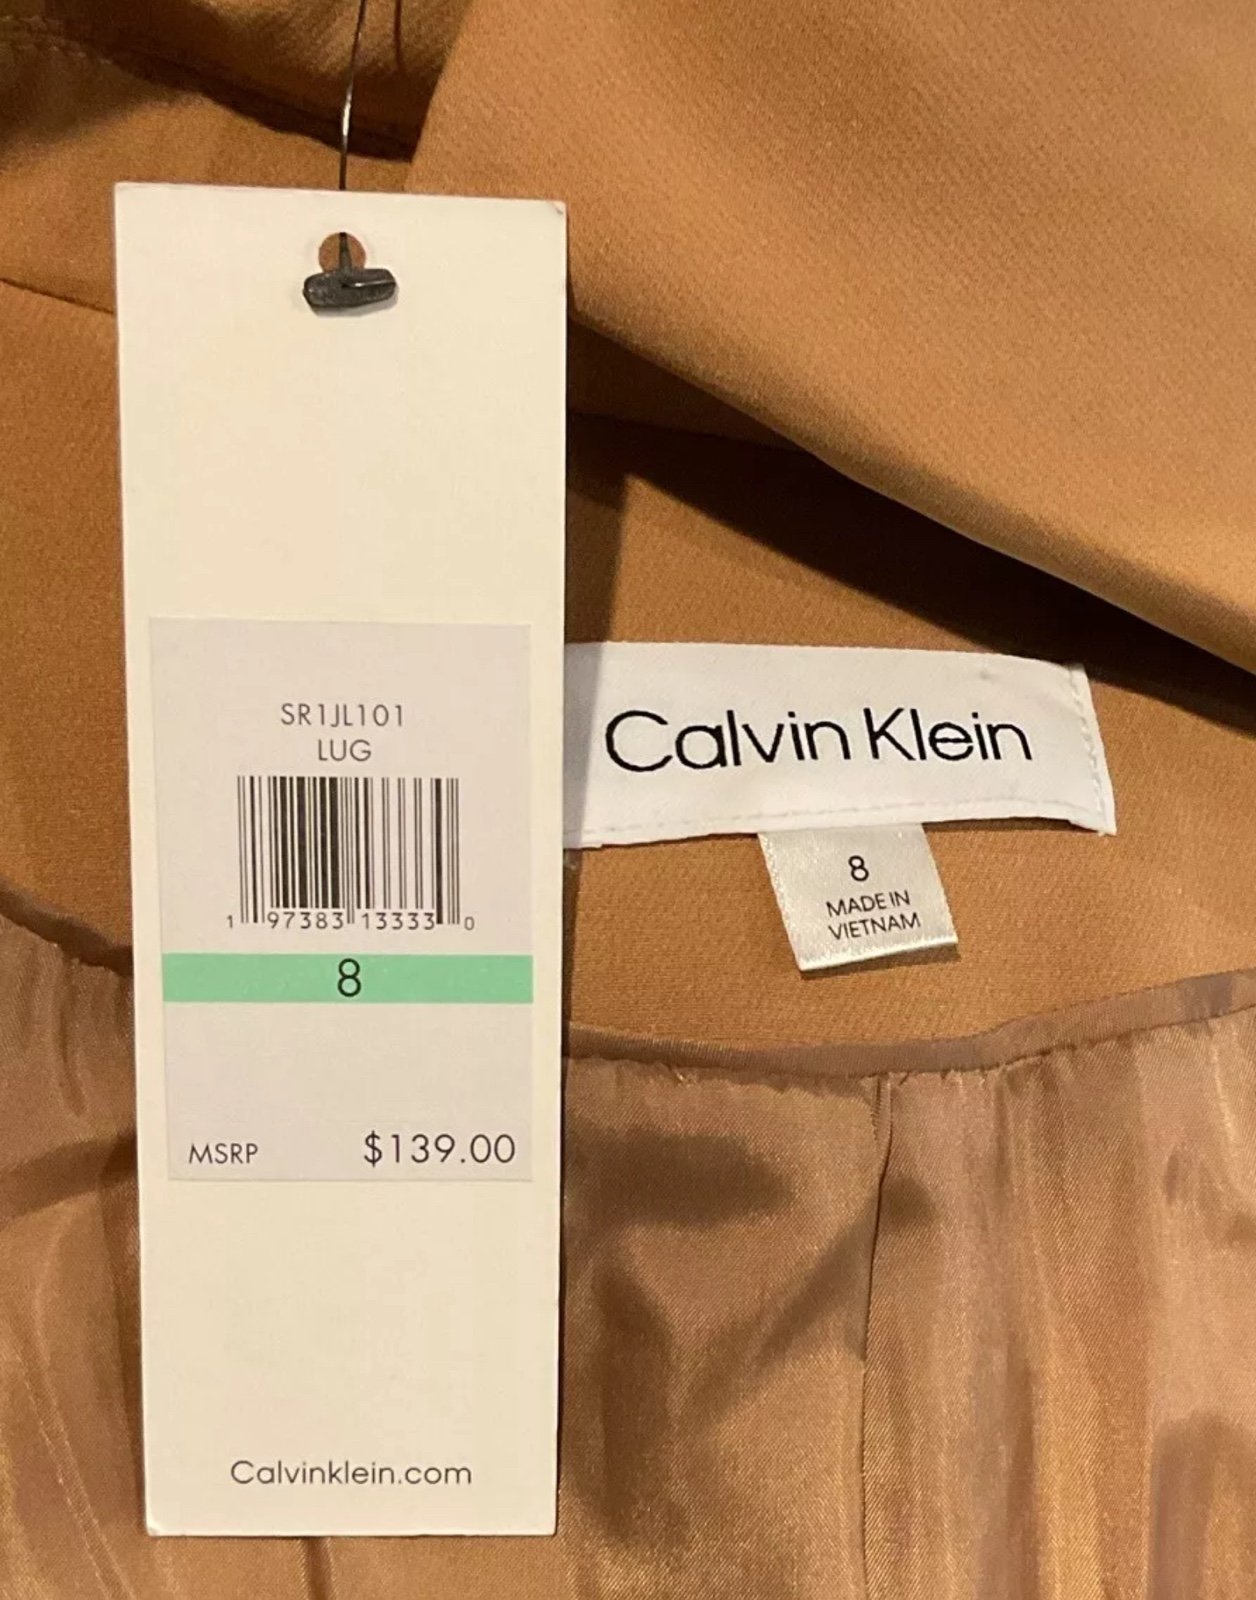 SR1JL101
LUG
1 97383 13333 0
8
MSRP $139.00
Calvinklein.com
Calvin Klein
8
MADE IN
VIETNAM